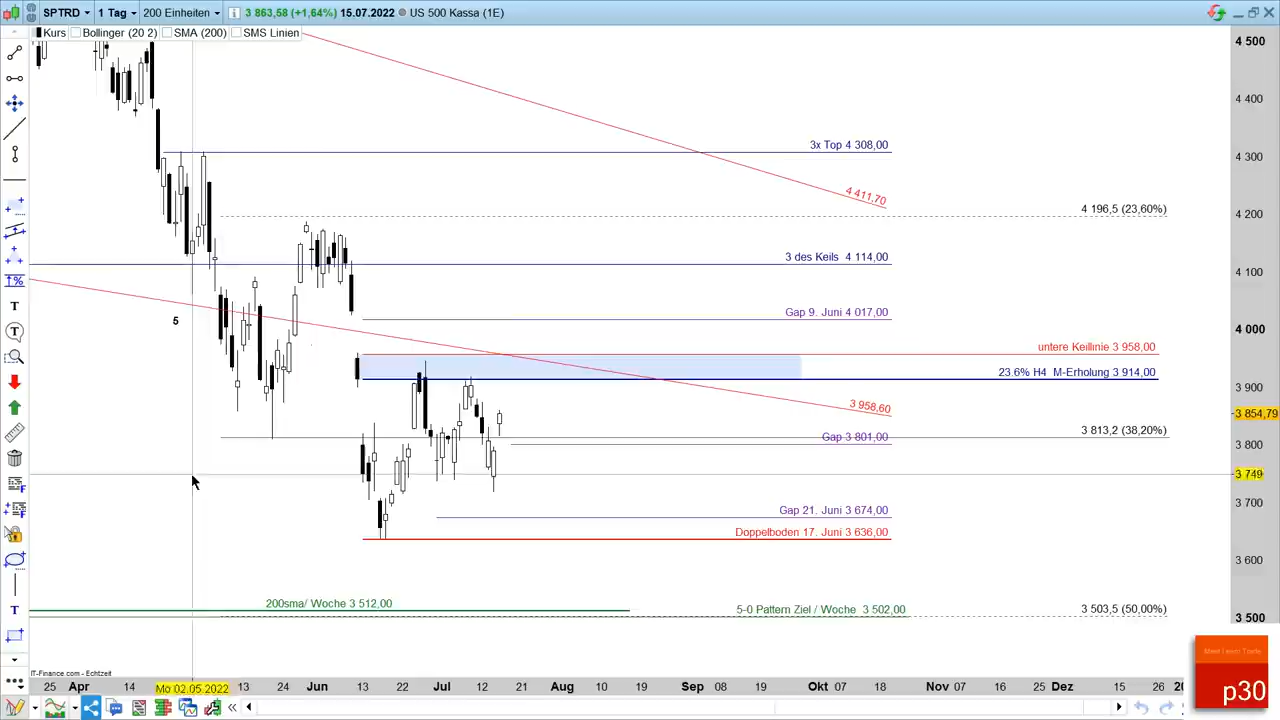 SPTRD 1 Tag 200 Einheiten 3 863,58 (+1,64%) 15.07.2022 US 500 Kassa (1E)
Kurs Bollinger (20 2) SMA (200) SMS Linien
4 500
4 400
3x Top 4 308,00
4 300
4 411,70
4 196,5 (23,60%)
4 200
3 des Keils 4 114,00
4 100
Gap 9. Juni 4 017,00
5
4 000
untere Keillinie 3 958,00
23.6% H4 M-Erholung 3 914,00
3 900
3 958,60
3 854,79
3 813,2 (38,20%)
Gap 3 801,00
3 800
3 749
Gap 21. Juni 3 674,00
3 700
Doppelboden 17. Juni 3 636,00
3 600
200sma/ Woche 3 512,00
5-0 Pattern Ziel / Woche 3 502,00
3 503,5 (50,00%)
3 500
IT-Finance.com - Echtzeit
25 Apr 14 Mo 02.05.2022 13 24 Jun 13 22 Jul 12 21 Aug 10 19 Sep 08 19 Okt 07 18 Nov 07 16 25 Dez 15 26
p30